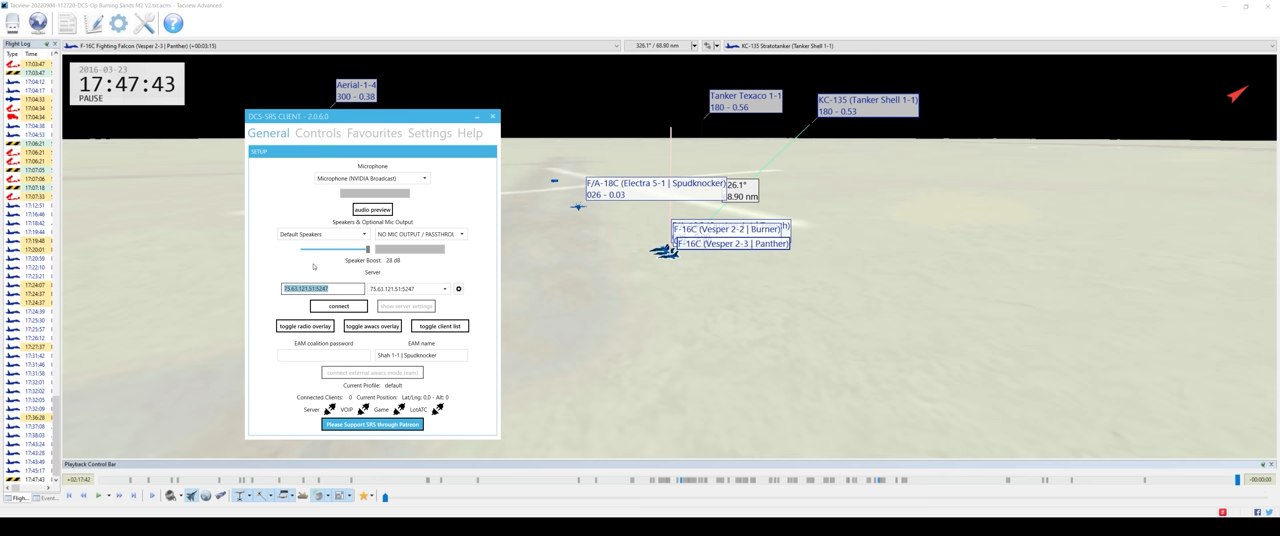 Tacview-20220904-112720-DCS-Op Burning Sands M2 V2.txt.acmi - Tacview Advanced
Flight Log
F-16C Fighting Falcon (Vesper 2-3 | Panther) (+00:03:15)
326.1° / 68.90 nm
KC-135 Stratotanker (Tanker Shell 1-1)
Type
Time
17:03:47
17:03:47
17:04:12
17:04:17
17:04:33
17:04:34
17:04:34
17:04:38
17:04:53
17:06:21
17:06:21
17:06:21
17:07:05
17:07:06
17:07:18
17:07:33
17:12:51
17:16:46
17:18:42
17:19:44
17:19:48
17:20:01
17:20:59
17:22:10
17:23:21
17:24:07
17:24:37
17:24:37
17:24:39
17:25:30
17:25:57
17:26:12
17:27:37
17:31:42
17:31:46
17:31:58
17:32:01
17:32:02
17:32:05
17:32:09
17:36:28
17:37:08
17:38:03
17:43:24
17:43:28
17:43:49
17:45:17
17:47:43
Fligh...
Event...
2016-03-23
17:47:43
PAUSE
Aerial-1-4
300 - 0.38
Tanker Texaco 1-1
180 - 0.56
KC-135 (Tanker Shell 1-1)
180 - 0.53
F/A-18C (Electra 5-1 | Spudknocker)
026 - 0.03
26.1°
8.90 nm
F-16C (Vesper 2-2 | Burner)
F-16C (Vesper 2-3 | Panther)
DCS-SRS CLIENT - 2.0.6.0
General Controls Favourites Settings Help
SETUP
Microphone
Microphone (NVIDIA Broadcast)
audio preview
Speakers & Optional Mic Output
Default Speakers
NO MIC OUTPUT / PASSTHROU
Speaker Boost: 28 dB
Server
75.63.121.51:5247
75.63.121.51:5247
connect
show server settings
toggle radio overlay
toggle awacs overlay
toggle client list
EAM coalition password
EAM name
Shah 1-1 | Spudknocker
connect external awacs mode (eam)
Current Profile: default
Connected Clients: 0 Current Position: Lat/Lng: 0,0 - Alt: 0
Server
VOIP
Game
LotATC
Please Support SRS through Patreon
Playback Control Bar
+02:17:42
-00:00:00